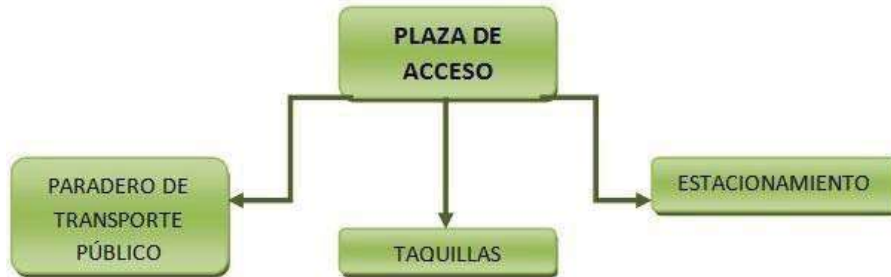 PLAZA DE
ACCESO
PARADERO DE
TRANSPORTE
PÚBLICO
TAQUILLAS
ESTACIONAMIENTO